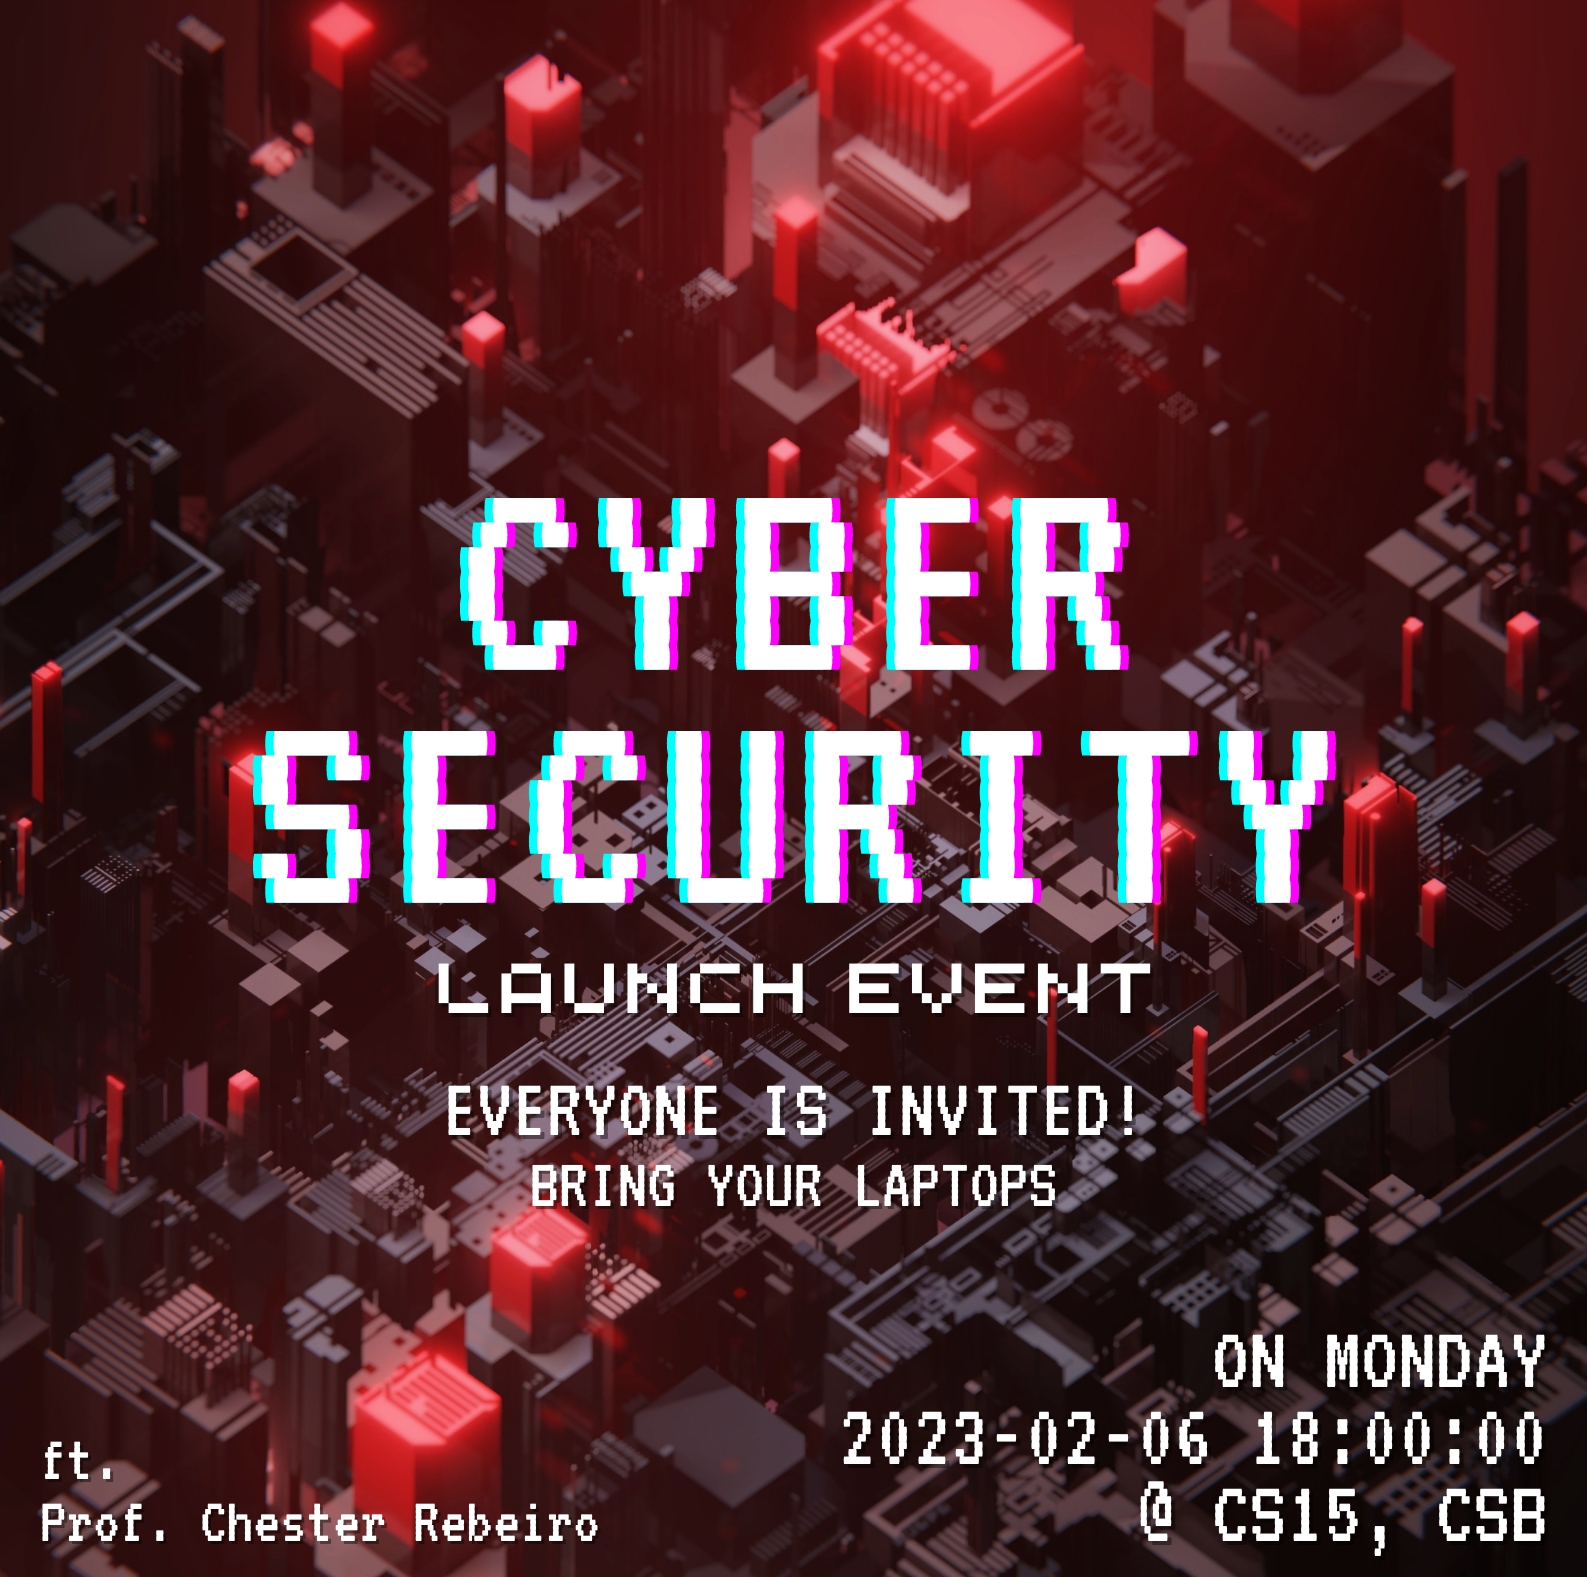 CYBER
SECURITY
LAUNCH EVENT
EVERYONE IS INVITED!
BRING YOUR LAPTOPS
ft.
Prof. Chester Rebeiro
ON MONDAY
2023-02-06 18:00:00
@ CS15, CSB